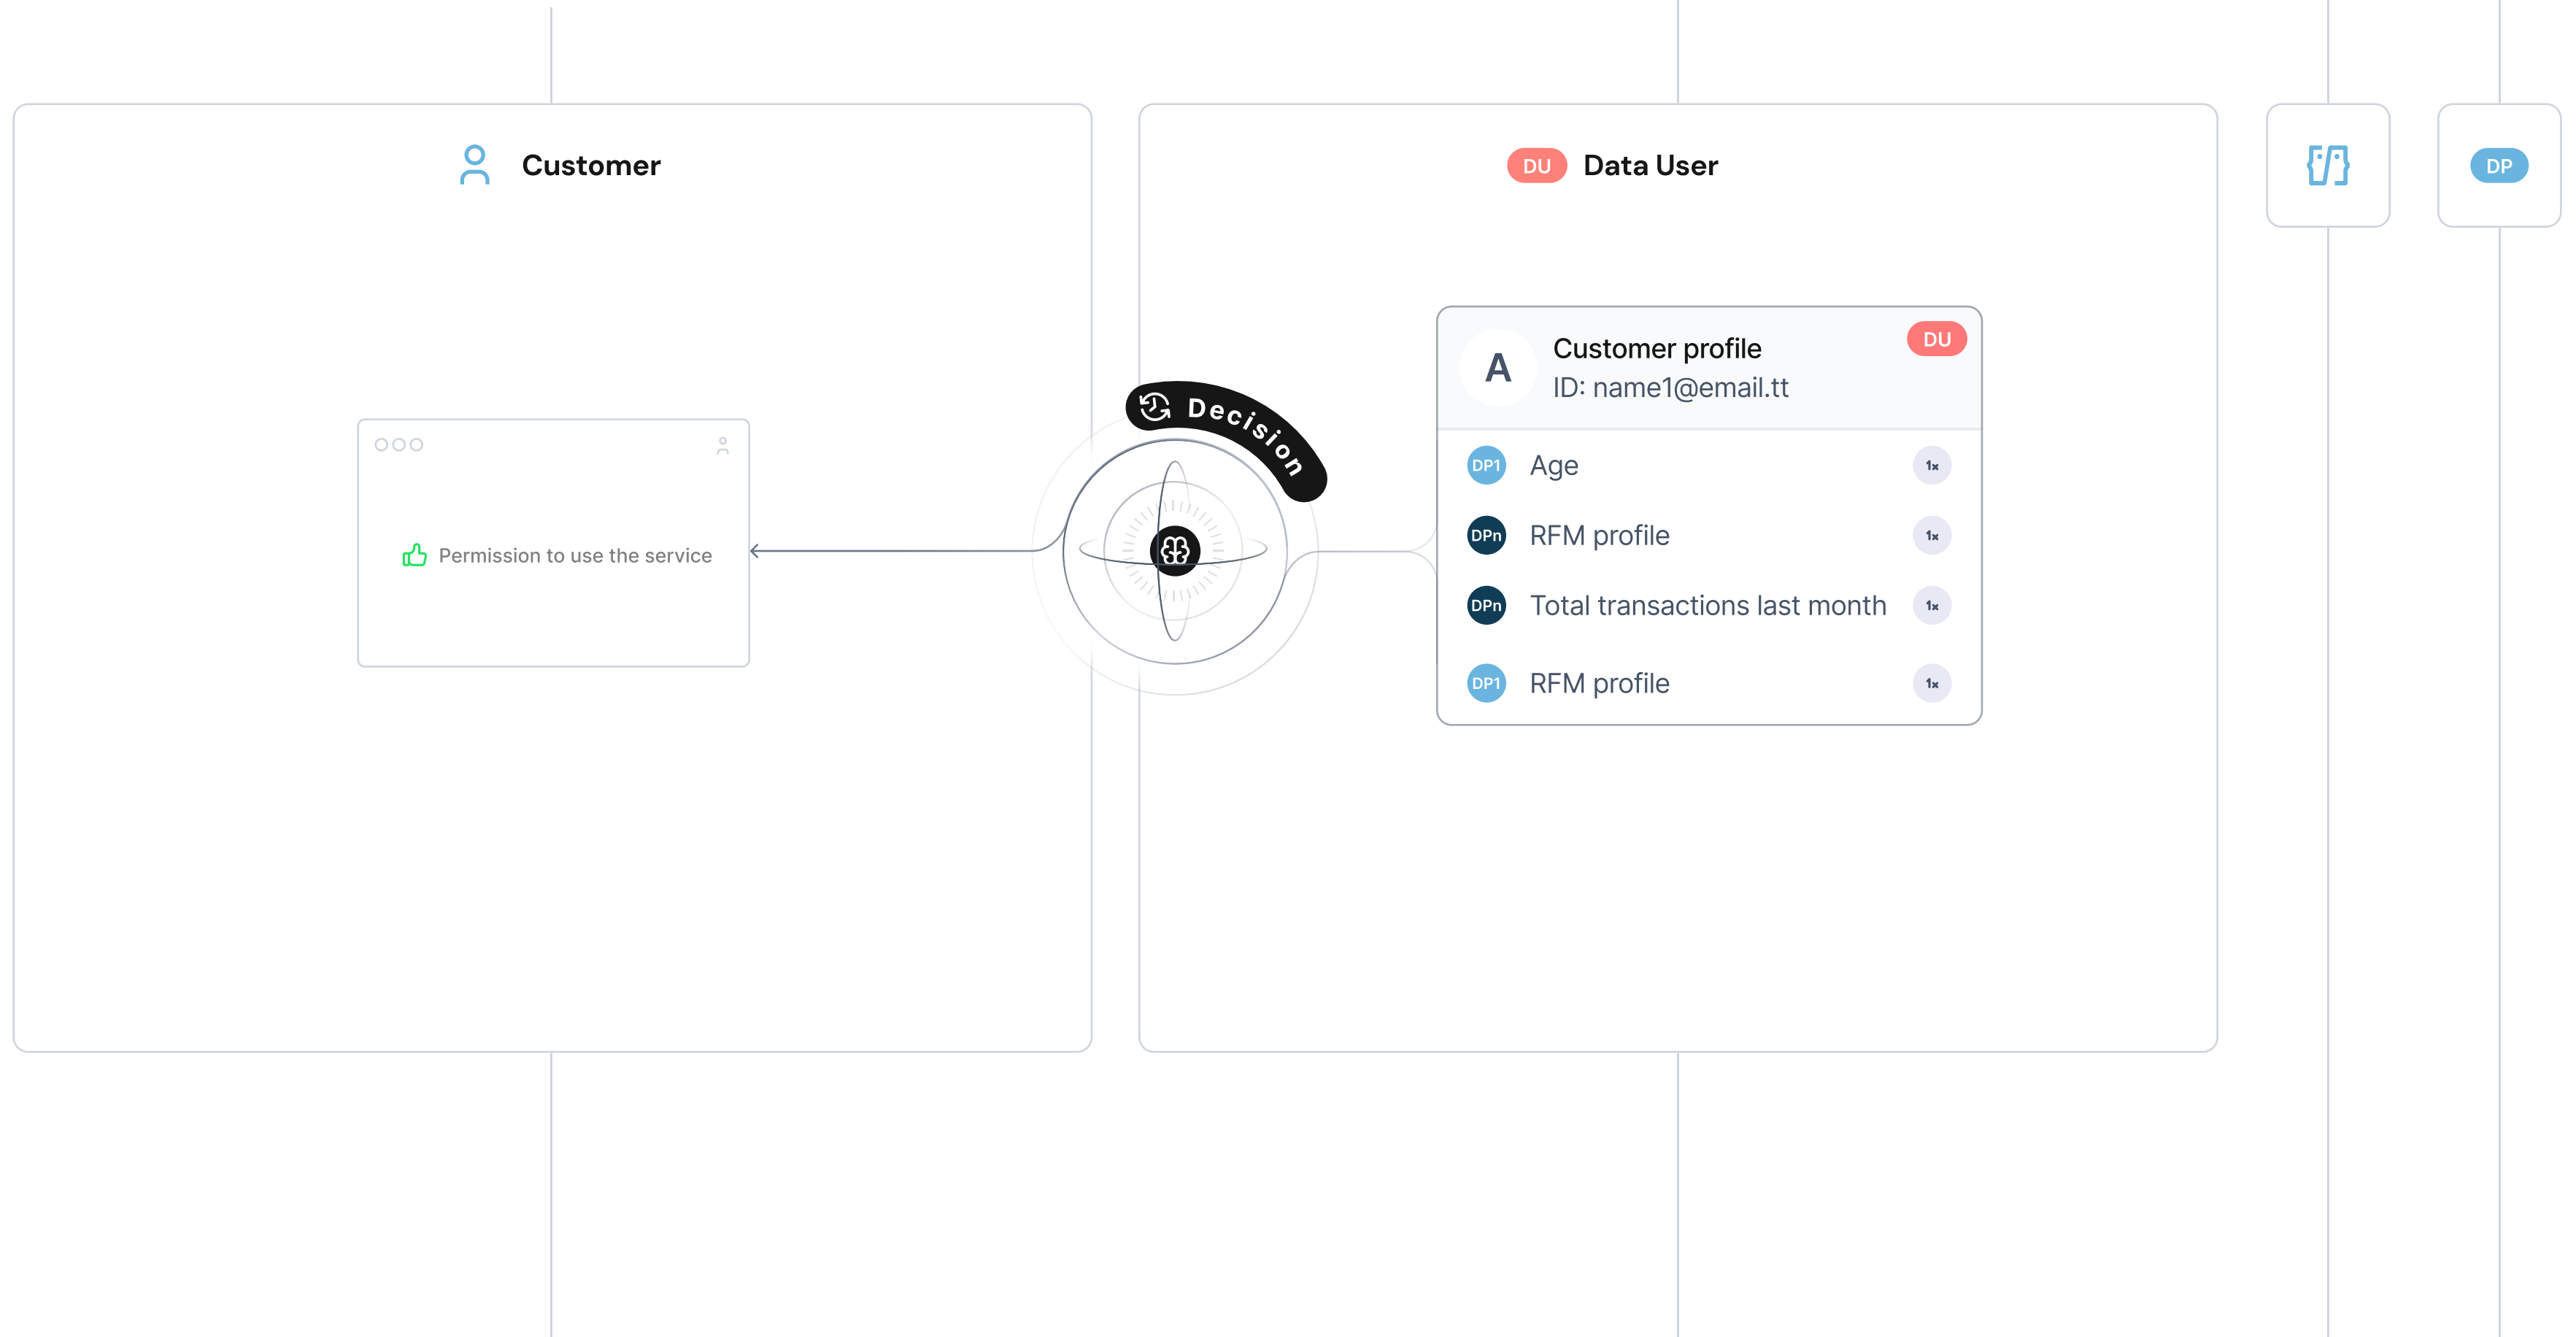 Customer
DU Data User
DP
Decision
Customer profile
DU
ID: name1@email.tt
A
DP1 Age 1x
DPn RFM profile 1x
DPn Total transactions last month 1x
DP1 RFM profile 1x
Permission to use the service